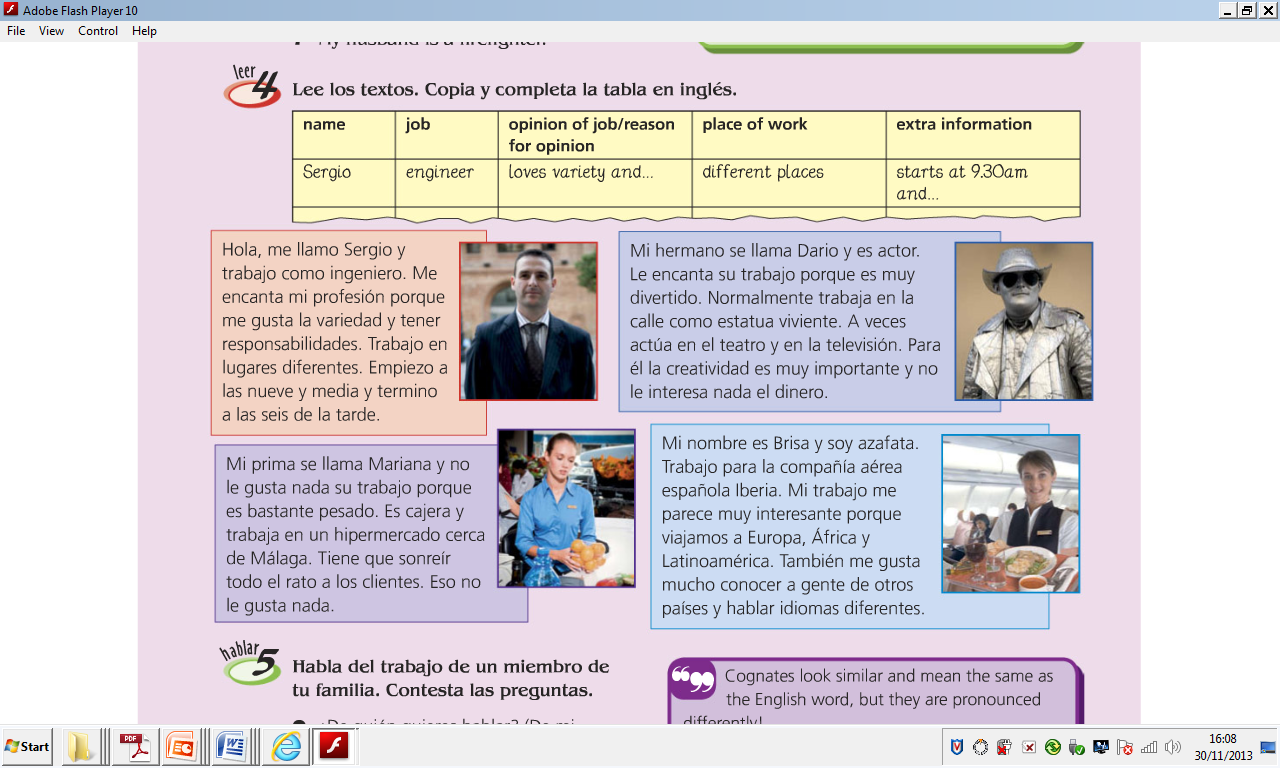 Adobe Flash Player 10
File View Control Help
leer
4
Lee los textos. Copia y completa la tabla en inglés.
name job opinion of job/reason for opinion place of work extra information
Sergio engineer loves variety and... different places starts at 9.30am and...
Hola, me llamo Sergio y
trabajo como ingeniero. Me
encanta mi profesión porque
me gusta la variedad y tener
responsabilidades. Trabajo en
lugares diferentes. Empiezo a
las nueve y media y termino
a las seis de la tarde.
Mi hermano se llama Dario y es actor.
Le encanta su trabajo porque es muy
divertido. Normalmente trabaja en la
calle como estatua viviente. A veces
actúa en el teatro y en la televisión. Para
él la creatividad es muy importante y no
le interesa nada el dinero.
Mi prima se llama Mariana y no
le gusta nada su trabajo porque
es bastante pesado. Es cajera y
trabaja en un hipermercado cerca
de Málaga. Tiene que sonreír
todo el rato a los clientes. Eso no
le gusta nada.
Mi nombre es Brisa y soy azafata.
Trabajo para la compañía aérea
española Iberia. Mi trabajo me
parece muy interesante porque
viajamos a Europa, África y
Latinoamérica. También me gusta
mucho conocer a gente de otros
países y hablar idiomas diferentes.
hablar
5
Habla del trabajo de un miembro de
tu familia. Contesta las preguntas.
Cognates look similar and mean the same as
the English word, but they are pronounced
differently!
Start
PDF
16:08
30/11/2013